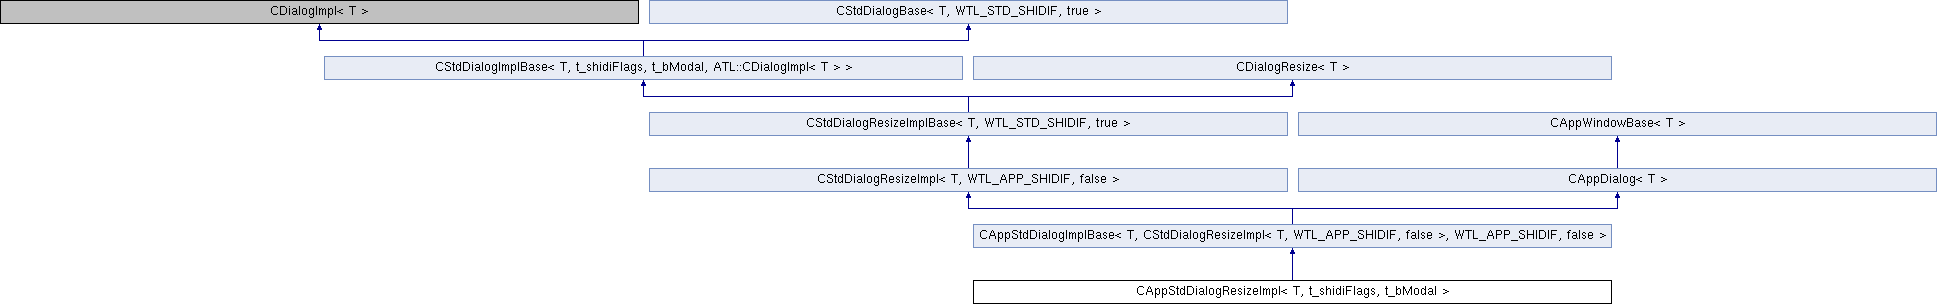 CDialogImpl< T >
CStdDialogBase< T, WTL_STD_SHIDIF, true >
CStdDialogImplBase< T, t_shidiFlags, t_bModal, ATL::CDialogImpl< T > >
CDialogResize< T >
CStdDialogResizeImplBase< T, WTL_STD_SHIDIF, true >
CAppWindowBase< T >
CStdDialogResizeImpl< T, WTL_APP_SHIDIF, false >
CAppDialog< T >
CAppStdDialogImplBase< T, CStdDialogResizeImpl< T, WTL_APP_SHIDIF, false >, WTL_APP_SHIDIF, false >
CAppStdDialogResizeImpl< T, t_shidiFlags, t_bModal >